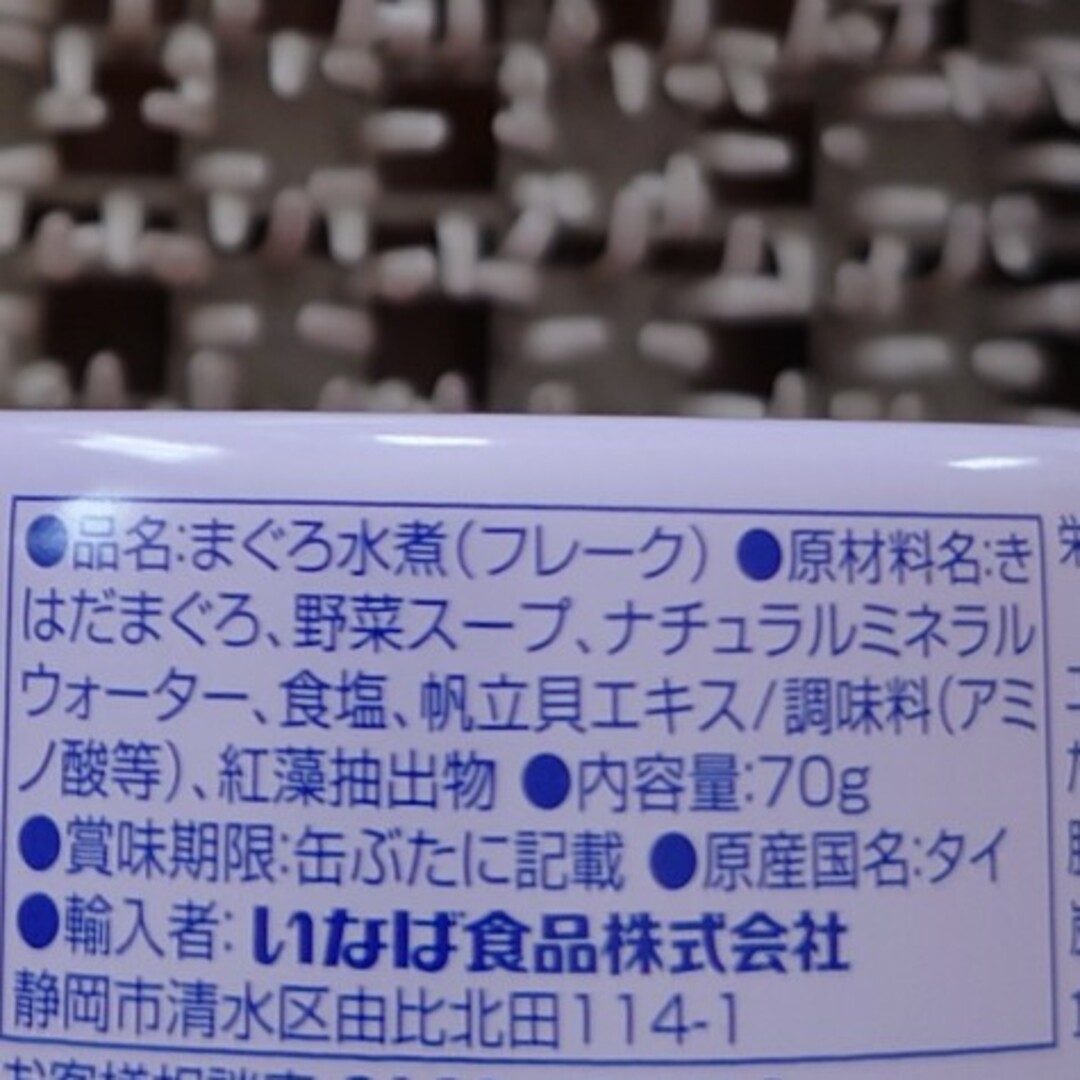 ●品名:まぐろ水煮(フレーク) ●原材料名:き
はだまぐろ、野菜スープ、ナチュラルミネラル
ウォーター、食塩、帆立貝エキス/調味料(アミ
ノ酸等)、紅藻抽出物 ●内容量:70g
●賞味期限:缶ぶたに記載 ●原産国名:タイ
●輸入者:いなば食品株式会社
静岡市清水区由比北田114-1